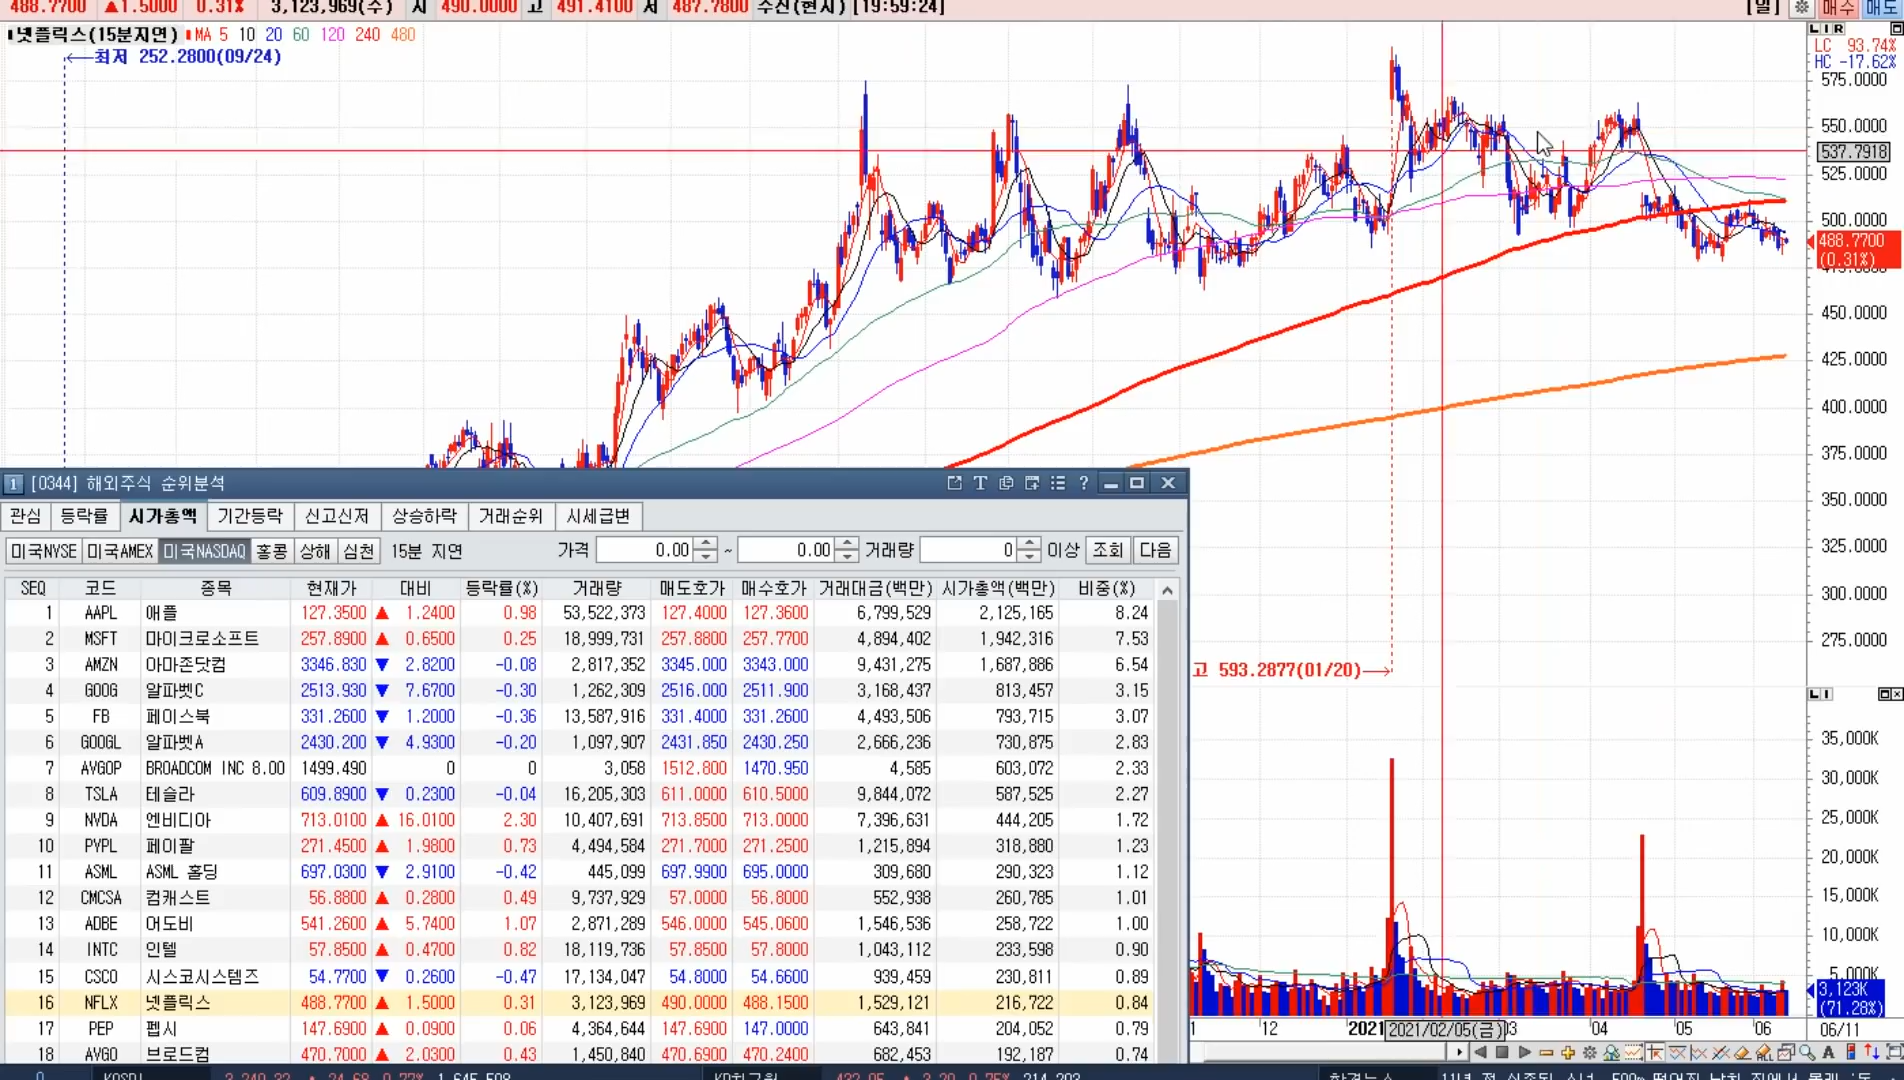 488.7700 ▲1.5000 0.31% 3,123,969(주) 시 490.0000 고 491.4100 저 487.7800 수신(현시) [19:59:24] [일] 매수 매도
넷플릭스(15분지연) MA 5 10 20 60 120 240 480
L I R
LC 93.74%
HC -17.62%
←최저 252.2800(09/24)
575.0000
550.0000
537.7918
525.0000
500.0000
488.7700
(0.31%)
450.0000
425.0000
400.0000
375.0000
350.0000
325.0000
300.0000
275.0000
고 593.2877(01/20)→
L I
35,000K
30,000K
25,000K
20,000K
15,000K
10,000K
5,000K
3,123K
(71.28%)
12 2021 2021/02/05(금) 03 04 05 06 06/11
1 [0344] 해외주식 순위분석
관심 등락률 시가총액 기간등락 신고신저 상승하락 거래순위 시세급변
미국NYSE 미국AMEX 미국NASDAQ 홍콩 상해 심천 15분 지연 가격 0.00 ~ 0.00 거래량 0 이상 조회 다음
SEQ 코드 종목 현재가 대비 등락률(%) 거래량 매도호가 매수호가 거래대금(백만) 시가총액(백만) 비중(%)
1 AAPL 애플 127.3500 ▲ 1.2400 0.98 53,522,373 127.4000 127.3600 6,799,529 2,125,165 8.24
2 MSFT 마이크로소프트 257.8900 ▲ 0.6500 0.25 18,999,731 257.8800 257.7700 4,894,402 1,942,316 7.53
3 AMZN 아마존닷컴 3346.830 ▼ 2.8200 -0.08 2,817,352 3345.000 3343.000 9,431,275 1,687,886 6.54
4 GOOG 알파벳C 2513.930 ▼ 7.6700 -0.30 1,262,309 2516.000 2511.900 3,168,437 813,457 3.15
5 FB 페이스북 331.2600 ▼ 1.2000 -0.36 13,587,916 331.4000 331.2600 4,493,506 793,715 3.07
6 GOOGL 알파벳A 2430.200 ▼ 4.9300 -0.20 1,097,907 2431.850 2430.250 2,666,236 730,875 2.83
7 AVGOP BROADCOM INC 8.00 1499.490 0 0 3,058 1512.800 1470.950 4,585 603,072 2.33
8 TSLA 테슬라 609.8900 ▼ 0.2300 -0.04 16,205,303 611.0000 610.5000 9,844,072 587,525 2.27
9 NVDA 엔비디아 713.0100 ▲ 16.0100 2.30 10,407,691 713.8500 713.0000 7,396,631 444,205 1.72
10 PYPL 페이팔 271.4500 ▲ 1.9800 0.73 4,494,584 271.7000 271.2500 1,215,894 318,880 1.23
11 ASML ASML 홀딩 697.0300 ▼ 2.9100 -0.42 445,099 697.9900 695.0000 309,680 290,323 1.12
12 CMCSA 컴캐스트 56.8800 ▲ 0.2800 0.49 9,737,929 57.0000 56.8000 552,938 260,785 1.01
13 ADBE 어도비 541.2600 ▲ 5.7400 1.07 2,871,289 546.0000 545.0600 1,546,536 258,722 1.00
14 INTC 인텔 57.8500 ▲ 0.4700 0.82 18,119,736 57.8500 57.8000 1,043,112 233,598 0.90
15 CSCO 시스코시스템즈 54.7700 ▼ 0.2600 -0.47 17,134,047 54.8000 54.6600 939,459 230,811 0.89
16 NFLX 넷플릭스 488.7700 ▲ 1.5000 0.31 3,123,969 490.0000 488.1500 1,529,121 216,722 0.84
17 PEP 펩시 147.6900 ▲ 0.0900 0.06 4,364,644 147.6900 147.0000 643,841 204,052 0.79
18 AVGO 브로드컴 470.7000 ▲ 2.0300 0.43 1,450,840 470.6900 470.2400 682,453 192,187 0.74